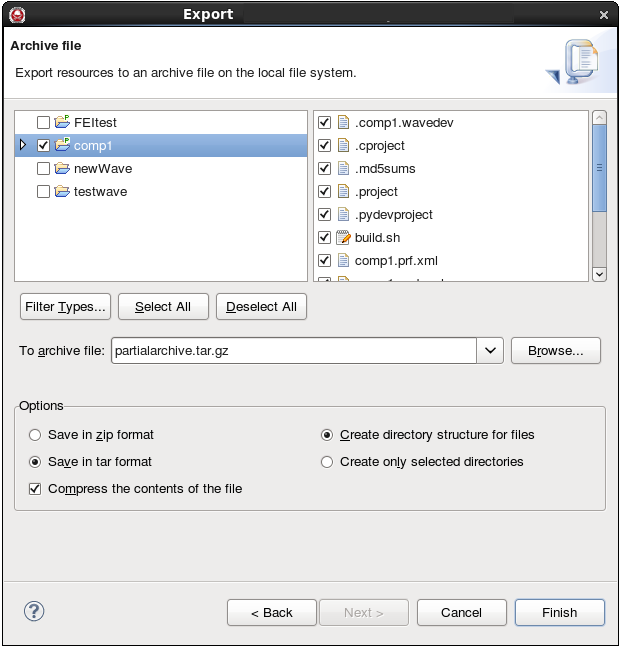 Export
Archive file
Export resources to an archive file on the local file system.
FEItest
comp1
newWave
testwave
.comp1.wavedev
.cproject
.md5sums
.project
.pydevproject
build.sh
comp1.prf.xml
Filter Types...
Select All
Deselect All
To archive file:
partialarchive.tar.gz
Browse...
Options
Save in zip format
Create directory structure for files
Save in tar format
Create only selected directories
Compress the contents of the file
< Back
Next >
Cancel
Finish